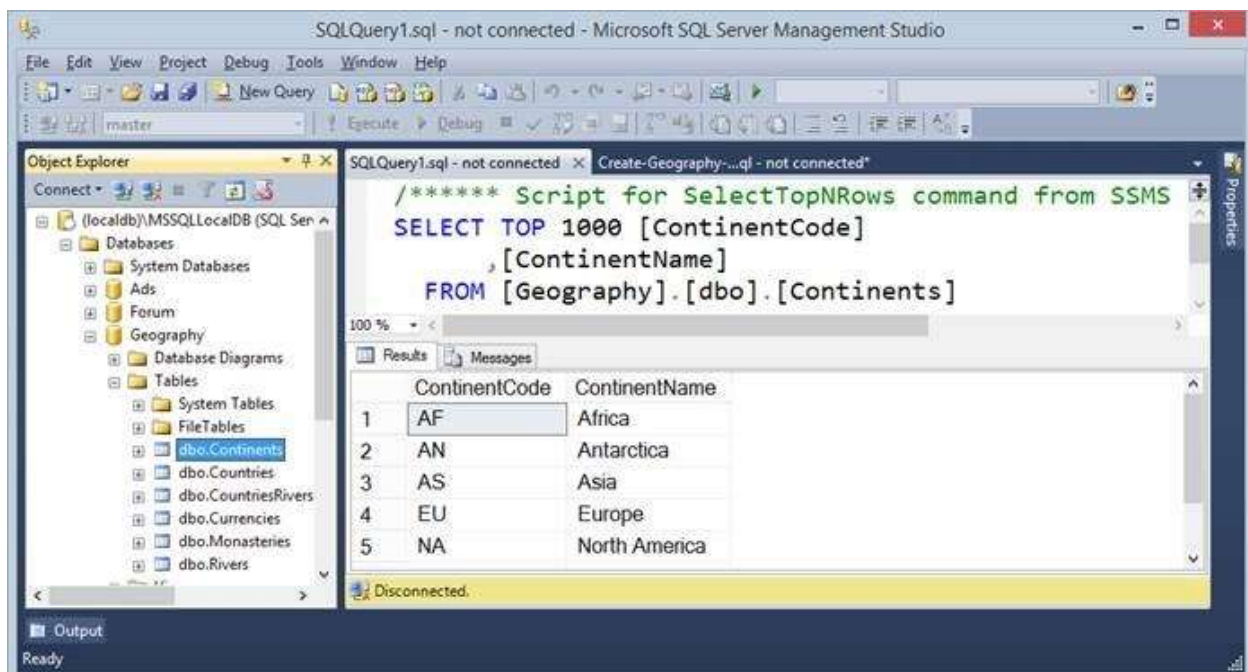 SQLQuery1.sql - not connected - Microsoft SQL Server Management Studio
File Edit View Project Debug Tools Window Help
New Query
master Execute Debug
Object Explorer
Connect
(localdb)\MSSQLLocalDB (SQL Ser
Databases
System Databases
Ads
Forum
Geography
Database Diagrams
Tables
System Tables
FileTables
dbo.Continents
dbo.Countries
dbo.CountriesRivers
dbo.Currencies
dbo.Monasteries
dbo.Rivers
SQLQuery1.sql - not connected Create-Geography-...ql - not connected*
/****** Script for SelectTopNRows command from SSMS
SELECT TOP 1000 [ContinentCode]
,[ContinentName]
FROM [Geography].[dbo].[Continents]
100 %
Results Messages
ContinentCode ContinentName
1 AF Africa
2 AN Antarctica
3 AS Asia
4 EU Europe
5 NA North America
Disconnected.
Properties
Output
Ready